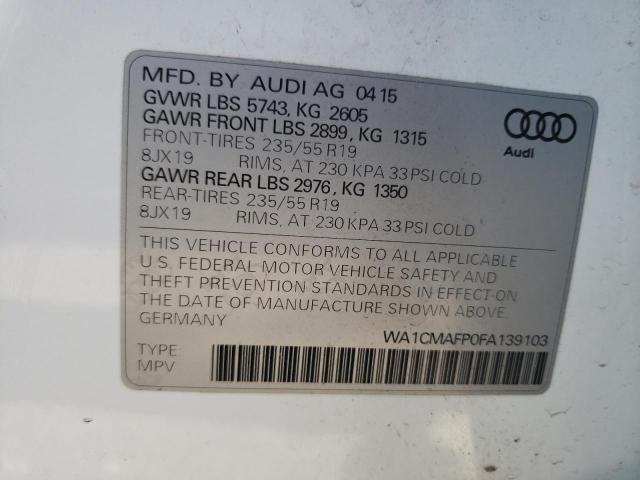 MFD. BY AUDI AG 04 15
GVWR LBS 5743, KG 2605
GAWR FRONT LBS 2899, KG 1315
FRONT-TIRES 235/55 R19
8JX19 RIMS, AT 230 KPA 33 PSI COLD
GAWR REAR LBS 2976, KG 1350
REAR-TIRES 235/55 R19
8JX19 RIMS, AT 230 KPA 33 PSI COLD
Audi
THIS VEHICLE CONFORMS TO ALL APPLICABLE
U.S. FEDERAL MOTOR VEHICLE SAFETY AND
THEFT PREVENTION STANDARDS IN EFFECT ON
THE DATE OF MANUFACTURE SHOWN ABOVE.
GERMANY
WA1CMAFP0FA139103
TYPE:
MPV